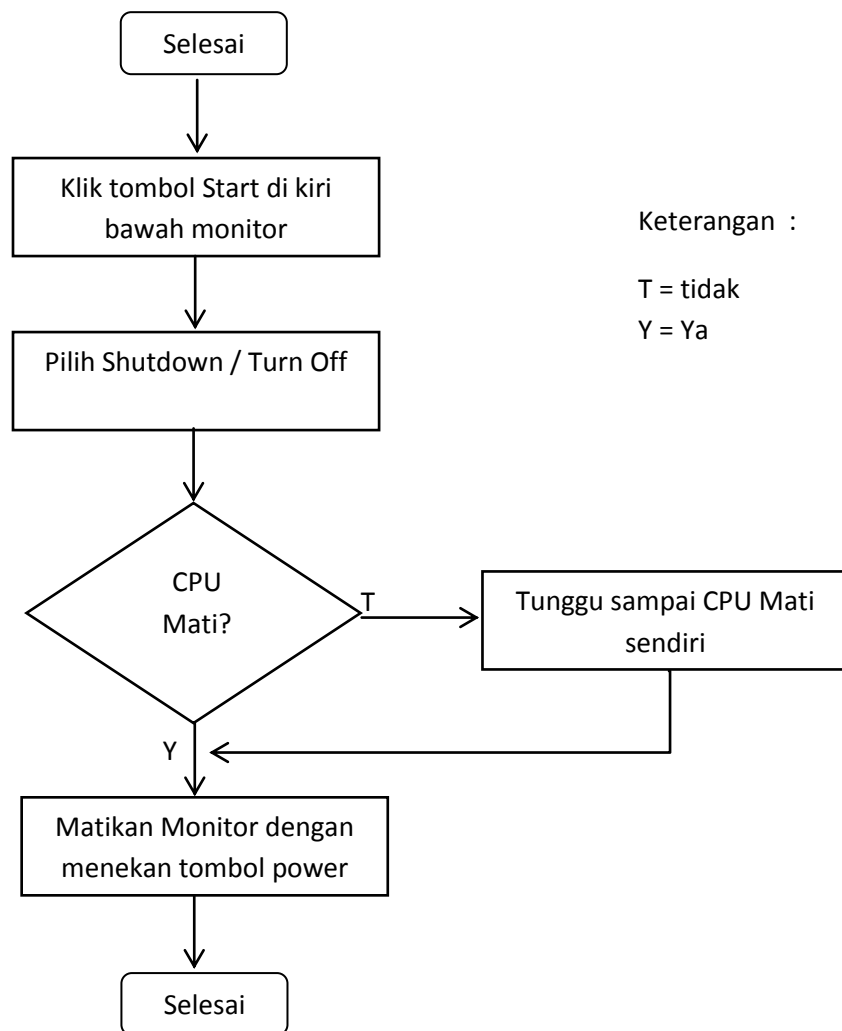 Selesai
Klik tombol Start di kiri
bawah monitor
Keterangan :
T = tidak
Y = Ya
Pilih Shutdown / Turn Off
CPU
Mati?
T
Tunggu sampai CPU Mati
sendiri
Y
Matikan Monitor dengan
menekan tombol power
Selesai